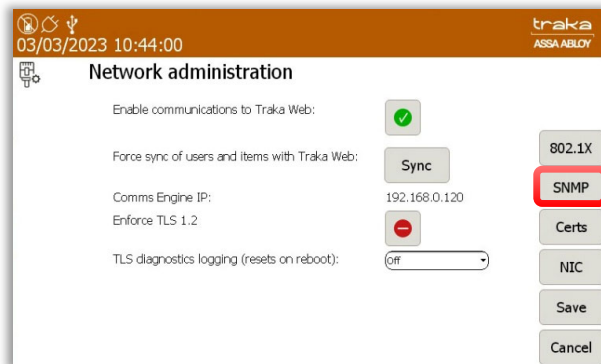 traka
03/03/2023 10:44:00
ASSA ABLOY
Network administration
Enable communications to Traka Web:
Force sync of users and items with Traka Web:
Sync
Comms Engine IP:
192.168.0.120
Enforce TLS 1.2
TLS diagnostics logging (resets on reboot):
Off
802.1X
SNMP
Certs
NIC
Save
Cancel